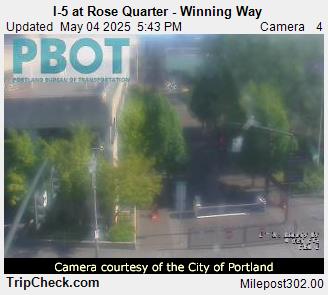 I-5 at Rose Quarter - Winning Way
Updated May 04 2025 5:43 PM Camera 4
PBOT
PORTLAND BUREAU OF TRANSPORTATION
Camera courtesy of the City of Portland
TripCheck.com Milepost302.00